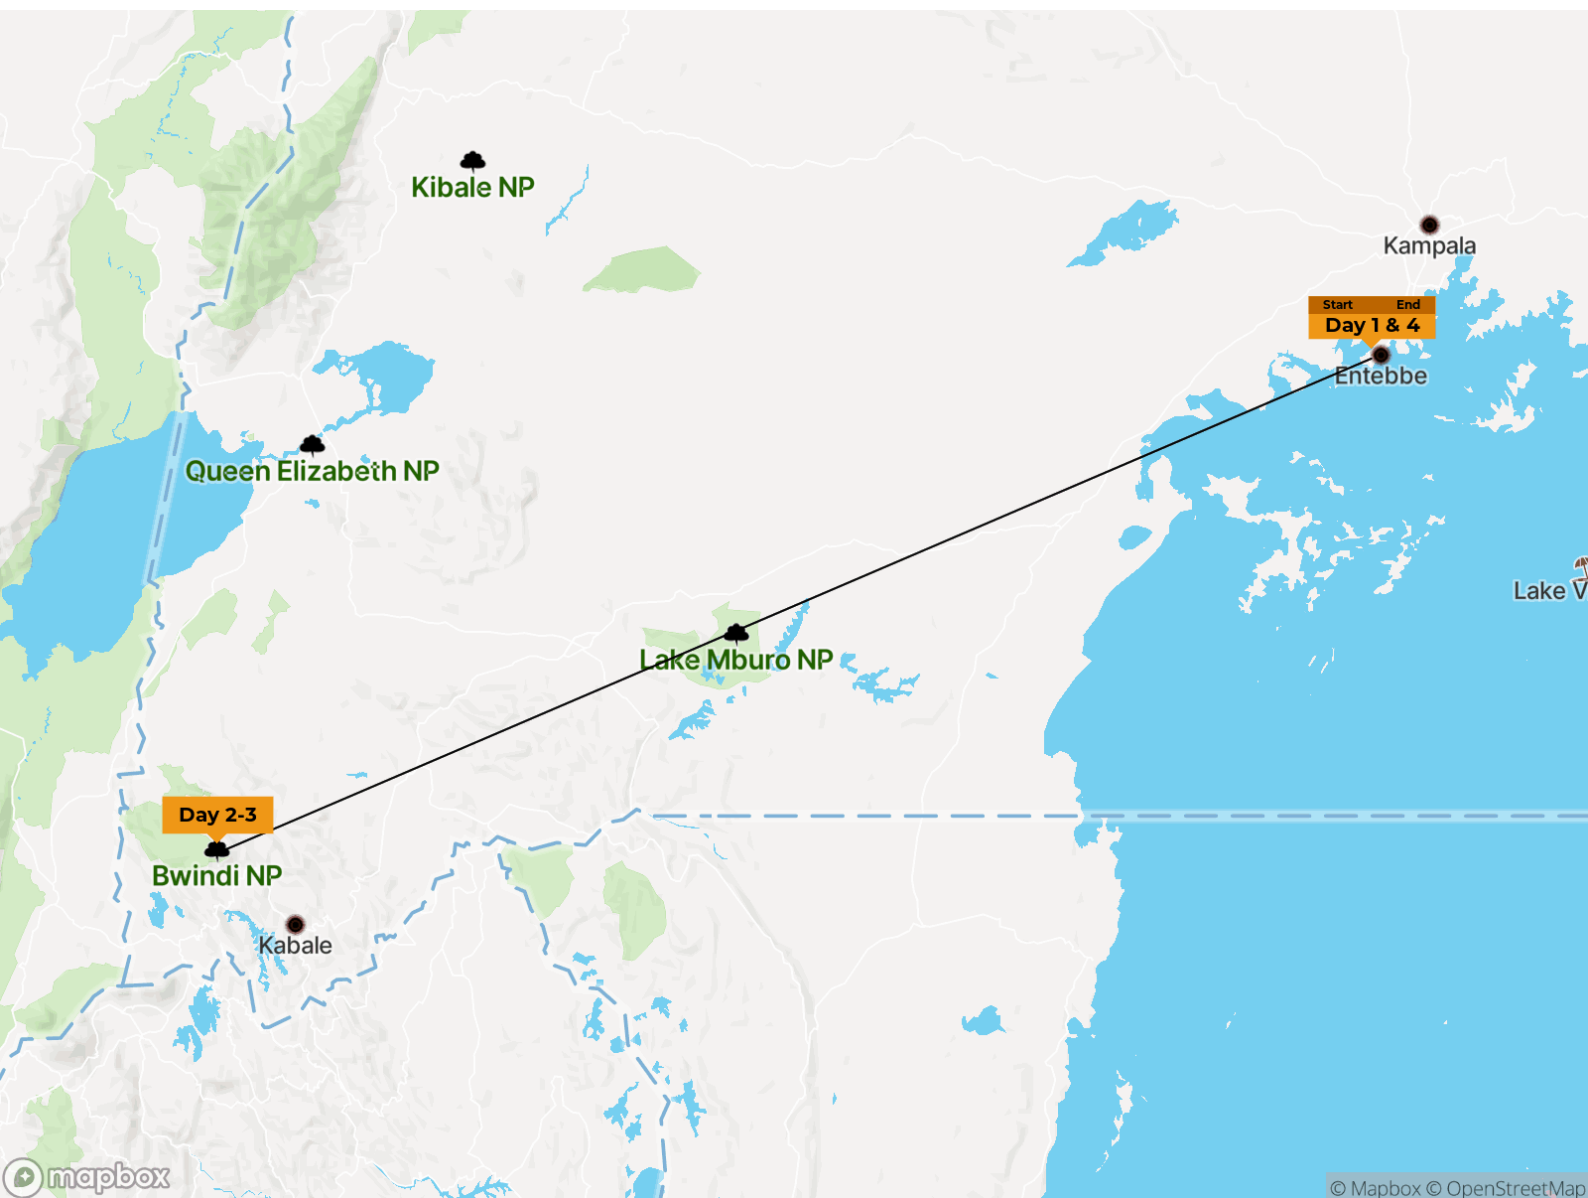 Kibale NP
Kampala
Start End
Day 1 & 4
Entebbe
Queen Elizabeth NP
Lake V
Lake Mburo NP
Day 2-3
Bwindi NP
Kabale
mapbox
© Mapbox © OpenStreetMap